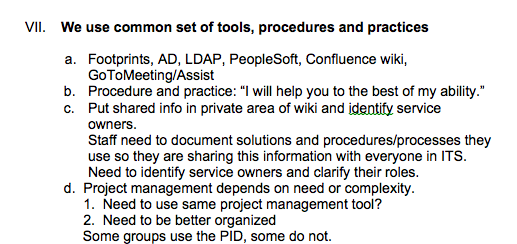 VII. We use common set of tools, procedures and practices
a. Footprints, AD, LDAP, PeopleSoft, Confluence wiki,
GoToMeeting/Assist
b. Procedure and practice: “I will help you to the best of my ability.”
c. Put shared info in private area of wiki and identify service
owners.
Staff need to document solutions and procedures/processes they
use so they are sharing this information with everyone in ITS.
Need to identify service owners and clarify their roles.
d. Project management depends on need or complexity.
1. Need to use same project management tool?
2. Need to be better organized
Some groups use the PID, some do not.